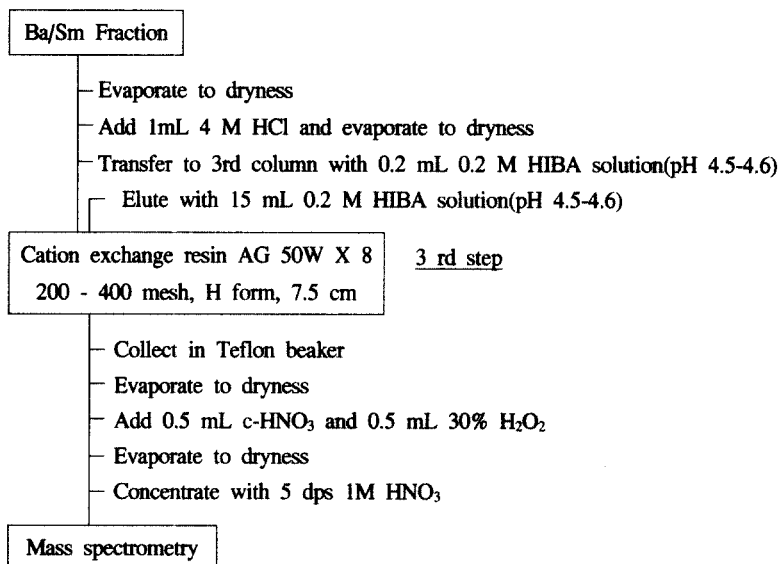 Ba/Sm Fraction
Evaporate to dryness
Add 1mL 4 M HCl and evaporate to dryness
Transfer to 3rd column with 0.2 mL 0.2 M HIBA solution(pH 4.5-4.6)
Elute with 15 mL 0.2 M HIBA solution(pH 4.5-4.6)
Cation exchange resin AG 50W X 8
200 - 400 mesh, H form, 7.5 cm
3 rd step
Collect in Teflon beaker
Evaporate to dryness
Add 0.5 mL c-HNO₃ and 0.5 mL 30% H₂O₂
Evaporate to dryness
Concentrate with 5 dps 1M HNO₃
Mass spectrometry